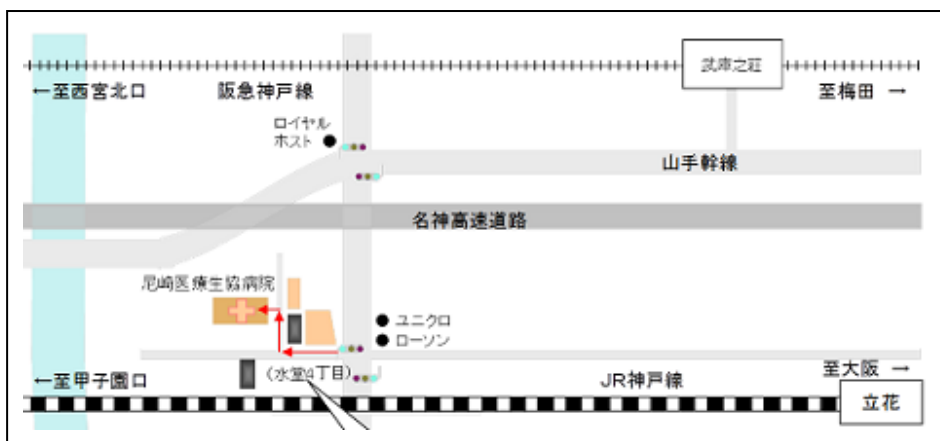 武庫之荘
←至西宮北口
阪急神戸線
至梅田 →
ロイヤル
ホスト
山手幹線
名神高速道路
尼崎医療生協病院
ユニクロ
ローソン
(水堂4丁目)
←至甲子園口
JR神戸線
至大阪 →
立花